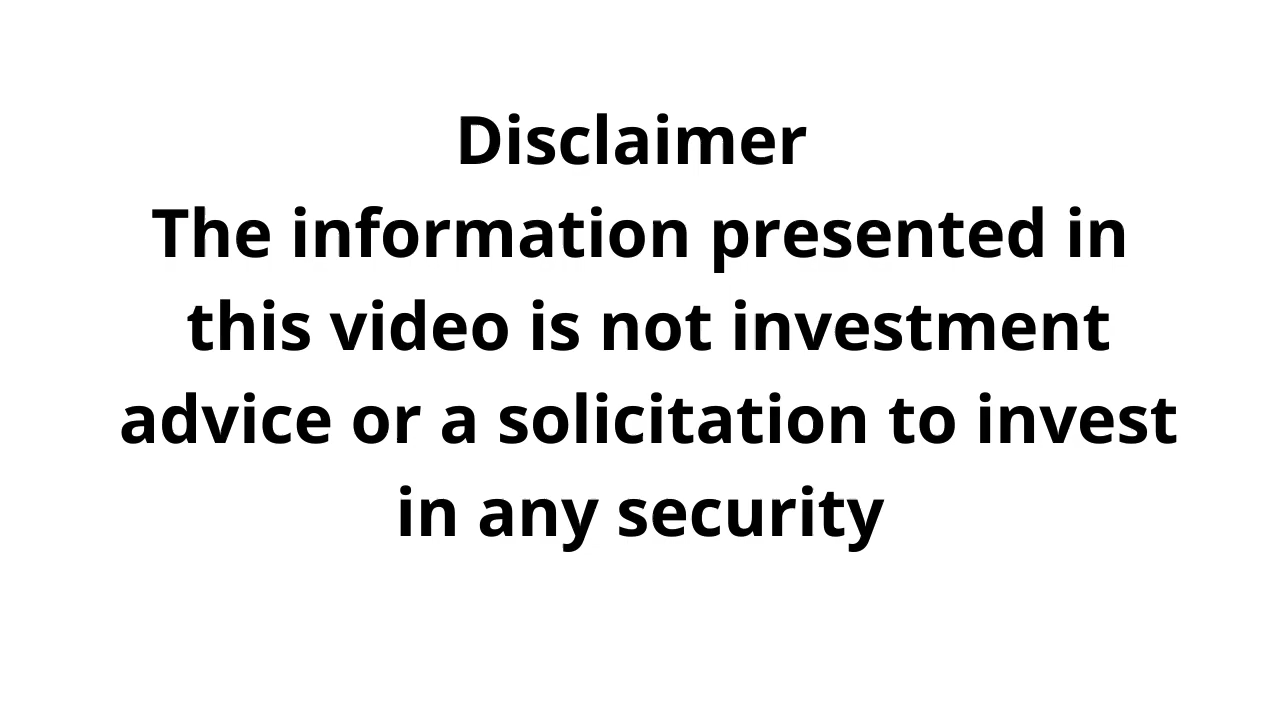 Disclaimer
The information presented in
this video is not investment
advice or a solicitation to invest
in any security